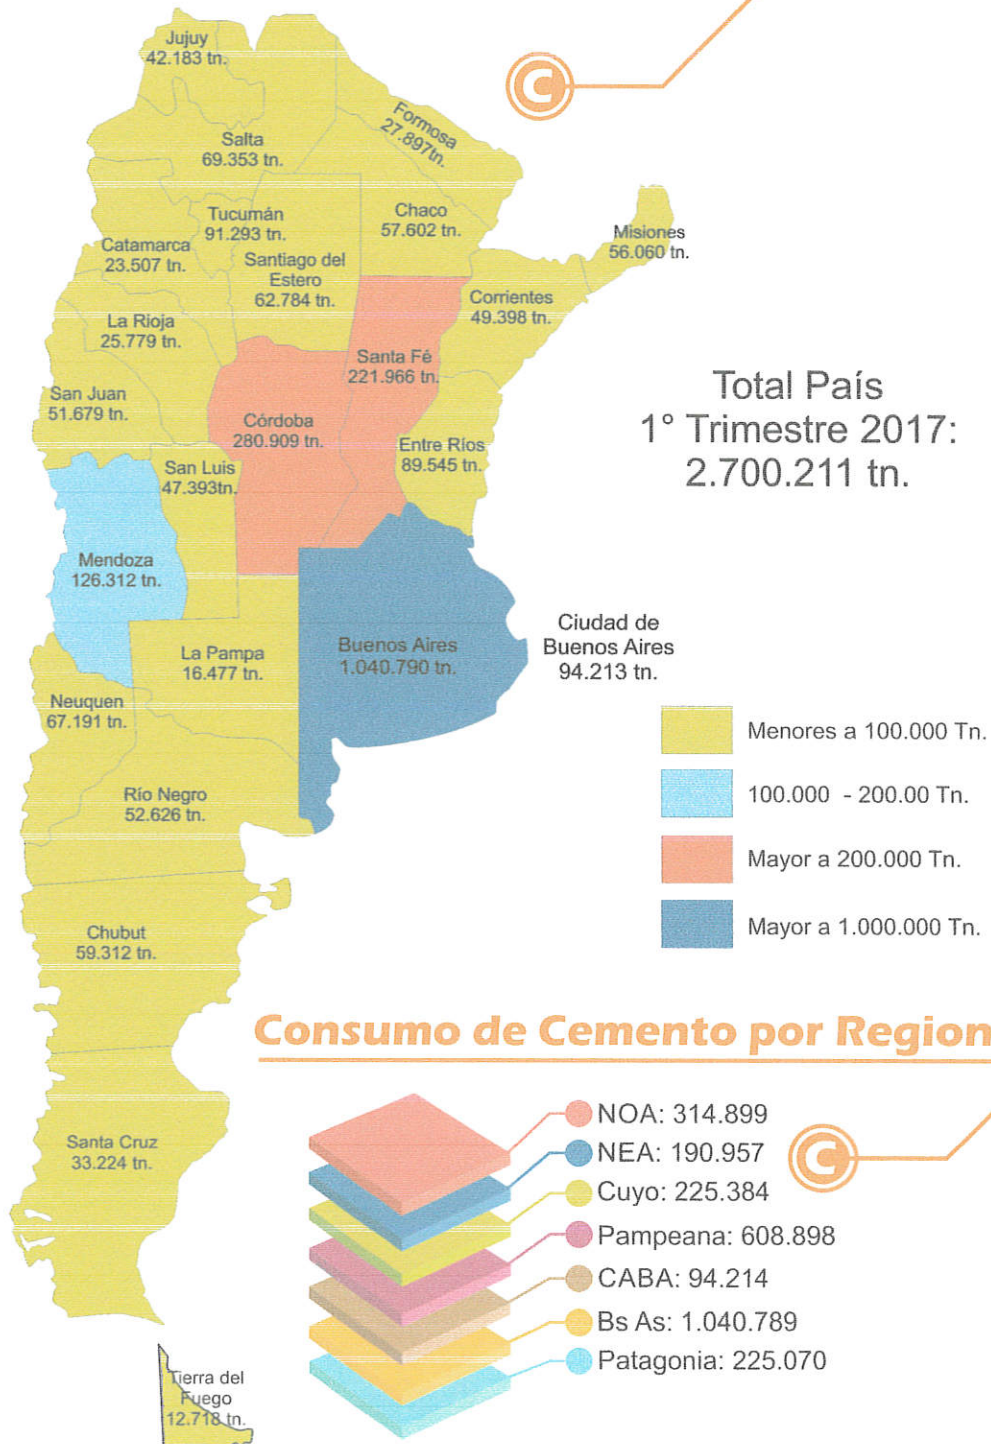 Jujuy
42.183 tn.
C
Formosa
27.897tn.
Salta
69.353 tn.
Tucumán
91.293 tn.
Chaco
57.602 tn.
Misiones
56.060 tn.
Catamarca
23.507 tn.
Santiago del
Estero
62.784 tn.
Corrientes
49.398 tn.
La Rioja
25.779 tn.
Santa Fé
221.966 tn.
San Juan
51.679 tn.
Córdoba
280.909 tn.
Entre Ríos
89.545 tn.
San Luis
47.393tn.
Total País
1° Trimestre 2017:
2.700.211 tn.
Mendoza
126.312 tn.
La Pampa
16.477 tn.
Buenos Aires
1.040.790 tn.
Ciudad de
Buenos Aires
94.213 tn.
Neuquen
67.191 tn.
Río Negro
52.626 tn.
Menores a 100.000 Tn.
100.000 - 200.00 Tn.
Mayor a 200.000 Tn.
Mayor a 1.000.000 Tn.
Chubut
59.312 tn.
Santa Cruz
33.224 tn.
Tierra del
Fuego
12.718 tn.
Consumo de Cemento por Region
NOA: 314.899
NEA: 190.957
Cuyo: 225.384
Pampeana: 608.898
CABA: 94.214
Bs As: 1.040.789
Patagonia: 225.070
C